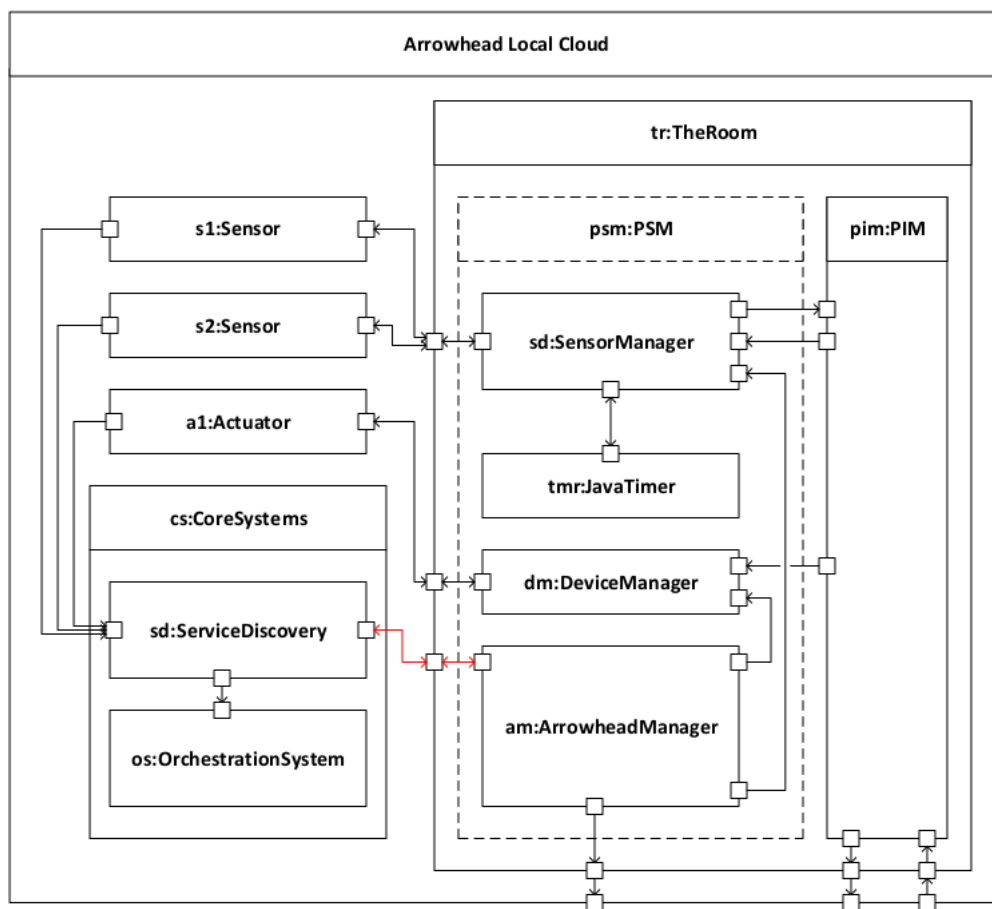 Arrowhead Local Cloud
tr:TheRoom
s1:Sensor
psm:PSM
pim:PIM
s2:Sensor
sd:SensorManager
a1:Actuator
tmr:JavaTimer
cs:CoreSystems
dm:DeviceManager
sd:ServiceDiscovery
am:ArrowheadManager
os:OrchestrationSystem